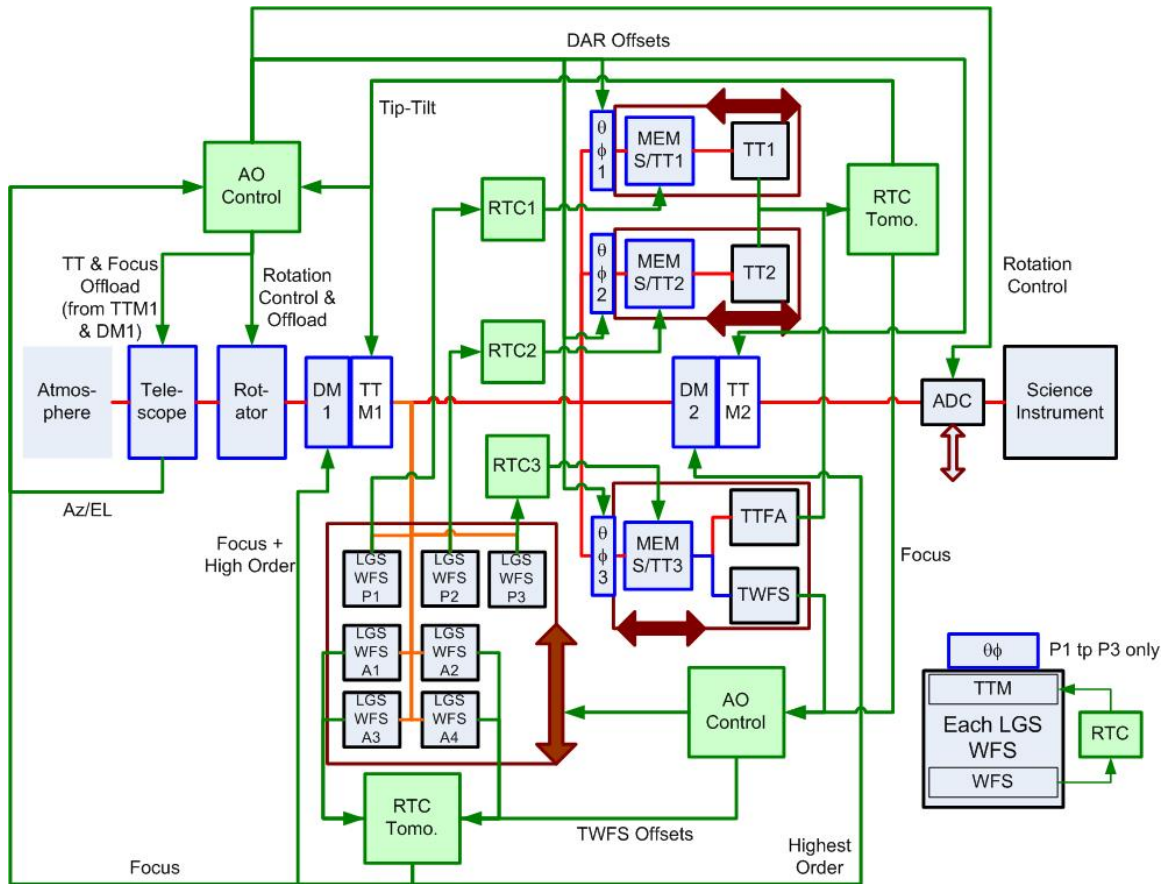 DAR Offsets
Tip-Tilt
AO
Control
θ
ϕ
1
MEM
S/TT1
TT1
RTC1
RTC
Tomo.
TT & Focus
Offload
(from TTM1
& DM1)
Rotation
Control &
Offload
θ
ϕ
2
MEM
S/TT2
TT2
Rotation
Control
RTC2
Atmos-
phere
Tele-
scope
Rot-
ator
DM
1
TT
M1
DM
2
TT
M2
ADC
Science
Instrument
Az/EL
RTC3
Focus +
High Order
θ
ϕ
3
MEM
S/TT3
TTFA
TWFS
Focus
LGS
WFS
P1
LGS
WFS
P2
LGS
WFS
P3
LGS
WFS
A1
LGS
WFS
A2
LGS
WFS
A3
LGS
WFS
A4
AO
Control
θϕ
P1 tp P3 only
TTM
Each LGS
WFS
RTC
WFS
RTC
Tomo.
TWFS Offsets
Highest
Order
Focus